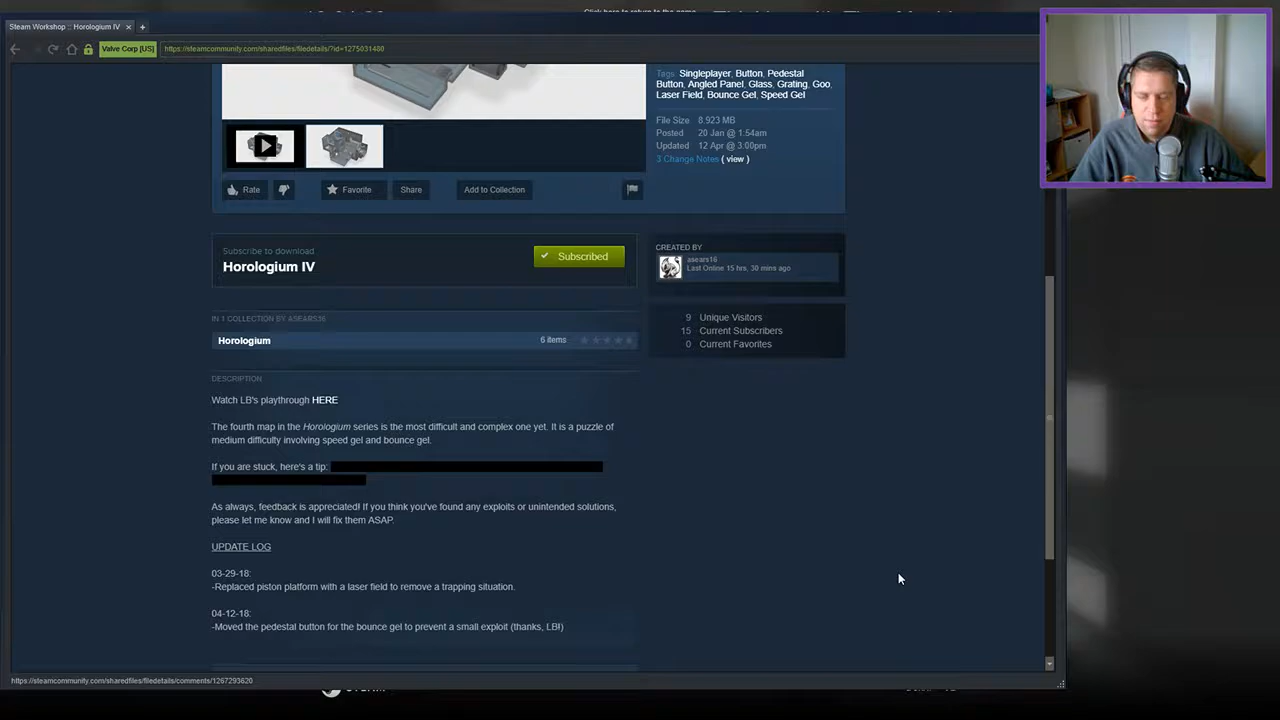 Click here to return to the game
Steam Workshop :: Horologium IV
Valve Corp [US]
https://steamcommunity.com/sharedfiles/filedetails/?id=1275031480
Tags: Singleplayer, Button, Pedestal
Button, Angled Panel, Glass, Grating, Goo,
Laser Field, Bounce Gel, Speed Gel
File Size 8.923 MB
Posted 20 Jan @ 1:54am
Updated 12 Apr @ 3:00pm
3 Change Notes ( view )
Rate
Favorite
Share
Add to Collection
Subscribe to download
Horologium IV
Subscribed
CREATED BY
asears16
Last Online 15 hrs, 30 mins ago
9 Unique Visitors
15 Current Subscribers
0 Current Favorites
IN 1 COLLECTION BY ASEARS16
Horologium 6 items
DESCRIPTION
Watch LB's playthrough HERE
The fourth map in the Horologium series is the most difficult and complex one yet. It is a puzzle of
medium difficulty involving speed gel and bounce gel.
If you are stuck, here's a tip:
As always, feedback is appreciated! If you think you've found any exploits or unintended solutions,
please let me know and I will fix them ASAP.
UPDATE LOG
03-29-18:
-Replaced piston platform with a laser field to remove a trapping situation.
04-12-18:
-Moved the pedestal button for the bounce gel to prevent a small exploit (thanks, LB!)
https://steamcommunity.com/sharedfiles/filedetails/comments/1267293620